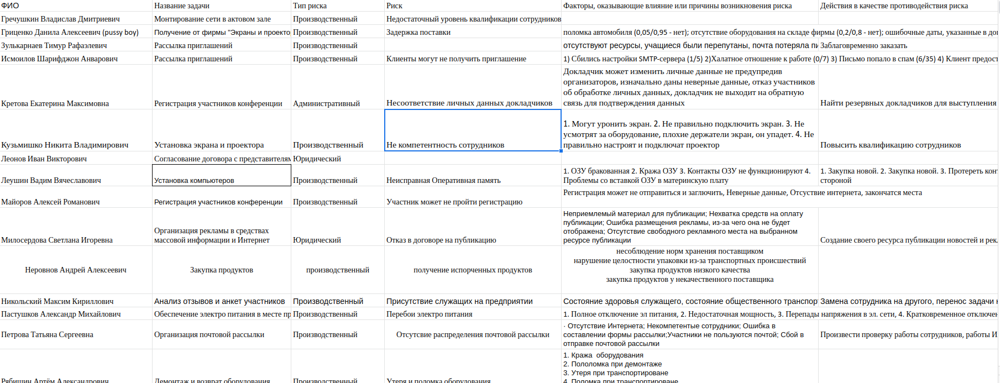 ФИО Название задачи Тип риска Риск Факторы, оказывающие влияние или причины возникновения риска Действия в качестве противодействия риска
Гречушкин Владислав Дмитриевич Монтирование сети в актовом зале Производственный Недостаточный уровень квалификации сотрудников
Гриценко Данила Алексеевич (pussy boy) Получение от фирмы "Экраны и проекто Производственный Задержка поставки поломка автомобиля (0,05/0,95 - нет); отсутствие оборудования на складе фирмы (0,2/0,8 - нет); ошибочные даты, указанные в до
Зулькарнаев Тимур Рафаэлевич Рассылка приглашений Производственный отсутствуют ресурсы, учащиеся были перепутаны, почта потеряла пи Заблаговременно заказать
Исмоилов Шарифджон Анварович Рассылка приглашений Производственный Клиенты могут не получить приглашение 1) Сбились настройки SMTP-сервера (1/5) 2)Халатное отношение к работе (0/7) 3) Письмо попало в спам (6/35) 4) Клиент предост
Докладчик может изменить личные данные не предупредив
организаторов, изначально даны неверные данные, отказ участников
об обработке личных данных, докладчик не выходит на обратную
Кретова Екатерина Максимовна Регистрация участников конференции Административный Несоответствие личных данных докладчиков связь для подтверждения данных Найти резервных докладчиков для выступления
1. Могут уронить экран. 2. Не правильно подключить экран. 3. Не
усмотрят за оборудование, плохие держатели экран, он упадет. 4. Не
Кузьмишко Никита Владимирович Установка экрана и проектора Производственный Не компетентность сотрудников правильно настроят и подключат проектор Повысить квалификацию сотрудников
Леонов Иван Викторович Согласование договора с представителям Юридический
1. ОЗУ бракованная 2. Кража ОЗУ 3. Контакты ОЗУ не функционируют 4. 1. Закупка новой. 2. Закупка новой. 3. Протереть кон
Леушин Вадим Вячеславович Установка компьютеров Производственный Неисправная Оперативная память Проблемы со вставкой ОЗУ в материнскую плату стороной
Регистрация может не отправиться и заглючить, Неверные данные, Отсуствие интернета, закончатся места
Майоров Алексей Романович Регистрация участников конференции Производственный Участник может не пройти регистрацию
Неприемлемый материал для публикации; Нехватка средств на оплату
публикации; Ошибка размещения рекламы, из-за чего она не будет
Организация рекламы в средствах отображена; Отсутствие свободного рекламного места на выбранном
Милосердова Светлана Игоревна массовой информации и Интернет Юридический Отказ в договоре на публикацию ресурсе публикации Создание своего ресурса публикации новостей и рек
несоблюдение норм хранения поставщиком
нарушение целостности упаковки из-за транспортных происшествий
Неровнов Андрей Алексеевич Закупка продуктов производственный получение испорченных продуктов закупка продуктов низкого качества
закупка продуктов у некачественного поставщика
Никольский Максим Кириллович Анализ отзывов и анкет участников Производственный Присутствие служащих на предприятии Состояние здоровья служащего, состояние общественного транспор Замена сотрудника на другого, перенос задачи
Пастушков Александр Михайлович Обеспечение электро питания в месте пр Производственный Перебои электро питания 1. Полное отключение эл питания, 2. Недостаточная мощность, 3. Перепады напряжения в эл. сети, 4. Кратковременное отключен
· Отсутствие Интернета; Некомпетентые сотрудники; Ошибка в
Петрова Татьяна Сергеевна Организация почтовой рассылки Производственный Отсутсвие распределения почтовой рассылки составлении формы рассылки;Участники не пользуются почтой; Сбой в Произвести проверку работы сотрудников, работы И
отправке почтовой рассылки
1. Кража оборудования
2. Пололомка при демонтаже
3. Утеря при транспортироване
Рябишин Артём Александрович Демонтаж и возврат оборудования Производственный Утеря и поломка оборудования 4. Поломка при транспортироване